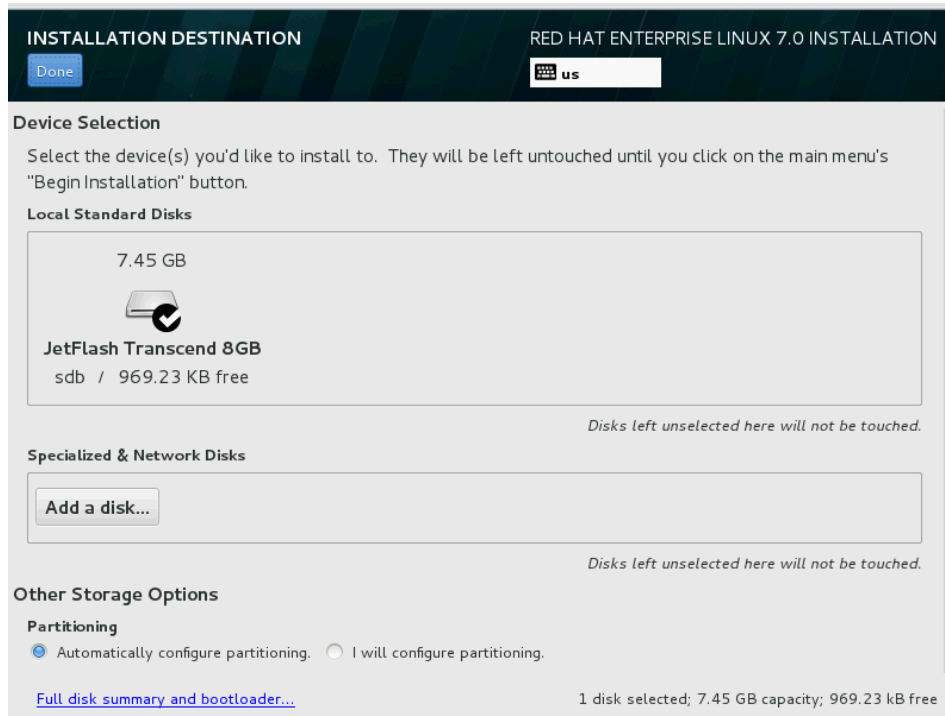 INSTALLATION DESTINATION
RED HAT ENTERPRISE LINUX 7.0 INSTALLATION
Done
us
Device Selection
Select the device(s) you'd like to install to. They will be left untouched until you click on the main menu's
"Begin Installation" button.
Local Standard Disks
7.45 GB
JetFlash Transcend 8GB
sdb / 969.23 KB free
Disks left unselected here will not be touched.
Specialized & Network Disks
Add a disk...
Disks left unselected here will not be touched.
Other Storage Options
Partitioning
Automatically configure partitioning. I will configure partitioning.
Full disk summary and bootloader... 1 disk selected; 7.45 GB capacity; 969.23 kB free